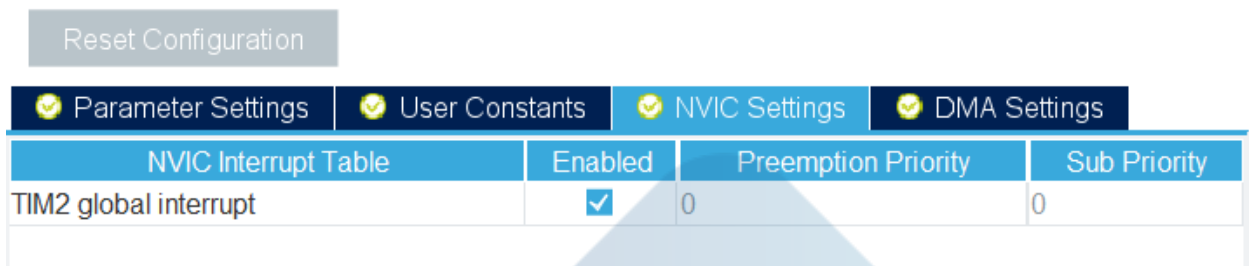 Reset Configuration
Parameter Settings User Constants NVIC Settings DMA Settings
NVIC Interrupt Table Enabled Preemption Priority Sub Priority
TIM2 global interrupt 0 0